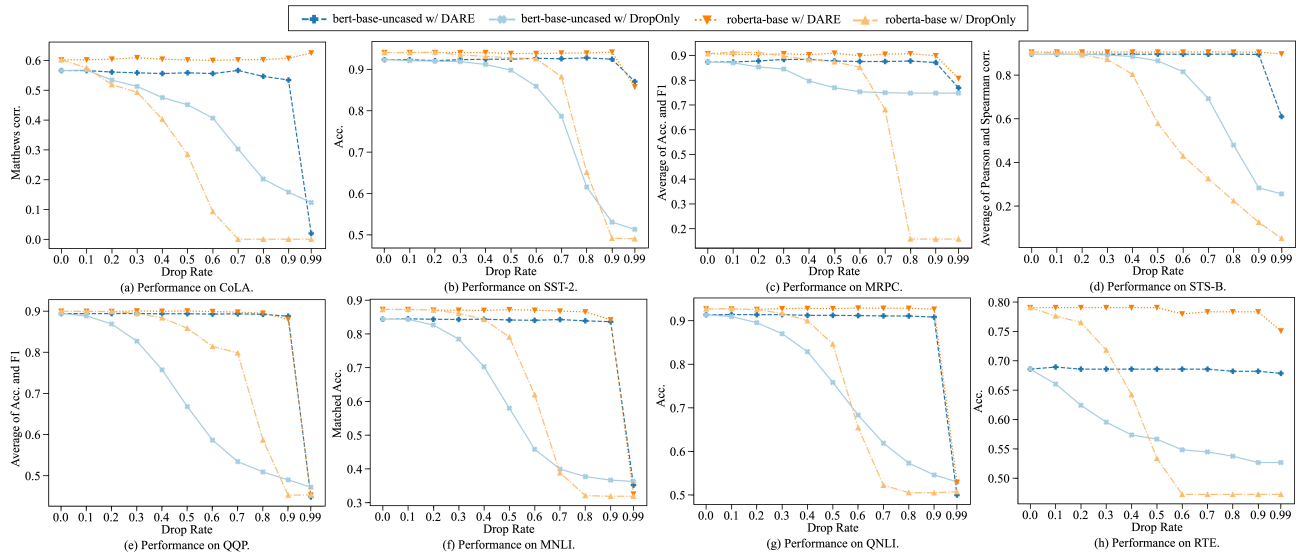 bert-base-uncased w/ DARE bert-base-uncased w/ DropOnly roberta-base w/ DARE roberta-base w/ DropOnly
Matthews corr.
0.6
0.5
0.4
0.3
0.2
0.1
0.0
0.0 0.1 0.2 0.3 0.4 0.5 0.6 0.7 0.8 0.9 0.99
Drop Rate
(a) Performance on CoLA.
Acc.
0.9
0.8
0.7
0.6
0.5
0.0 0.1 0.2 0.3 0.4 0.5 0.6 0.7 0.8 0.9 0.99
Drop Rate
(b) Performance on SST-2.
Average of Acc. and F1
0.9
0.8
0.7
0.6
0.5
0.4
0.3
0.2
0.0 0.1 0.2 0.3 0.4 0.5 0.6 0.7 0.8 0.9 0.99
Drop Rate
(c) Performance on MRPC.
Average of Pearson and Spearman corr.
0.8
0.6
0.4
0.2
0.0 0.1 0.2 0.3 0.4 0.5 0.6 0.7 0.8 0.9 0.99
Drop Rate
(d) Performance on STS-B.
Average of Acc. and F1
0.9
0.8
0.7
0.6
0.5
0.0 0.1 0.2 0.3 0.4 0.5 0.6 0.7 0.8 0.9 0.99
Drop Rate
(e) Performance on QQP.
Matched Acc.
0.9
0.8
0.7
0.6
0.5
0.4
0.3
0.0 0.1 0.2 0.3 0.4 0.5 0.6 0.7 0.8 0.9 0.99
Drop Rate
(f) Performance on MNLI.
Acc.
0.9
0.8
0.7
0.6
0.5
0.0 0.1 0.2 0.3 0.4 0.5 0.6 0.7 0.8 0.9 0.99
Drop Rate
(g) Performance on QNLI.
Acc.
0.80
0.75
0.70
0.65
0.60
0.55
0.50
0.0 0.1 0.2 0.3 0.4 0.5 0.6 0.7 0.8 0.9 0.99
Drop Rate
(h) Performance on RTE.